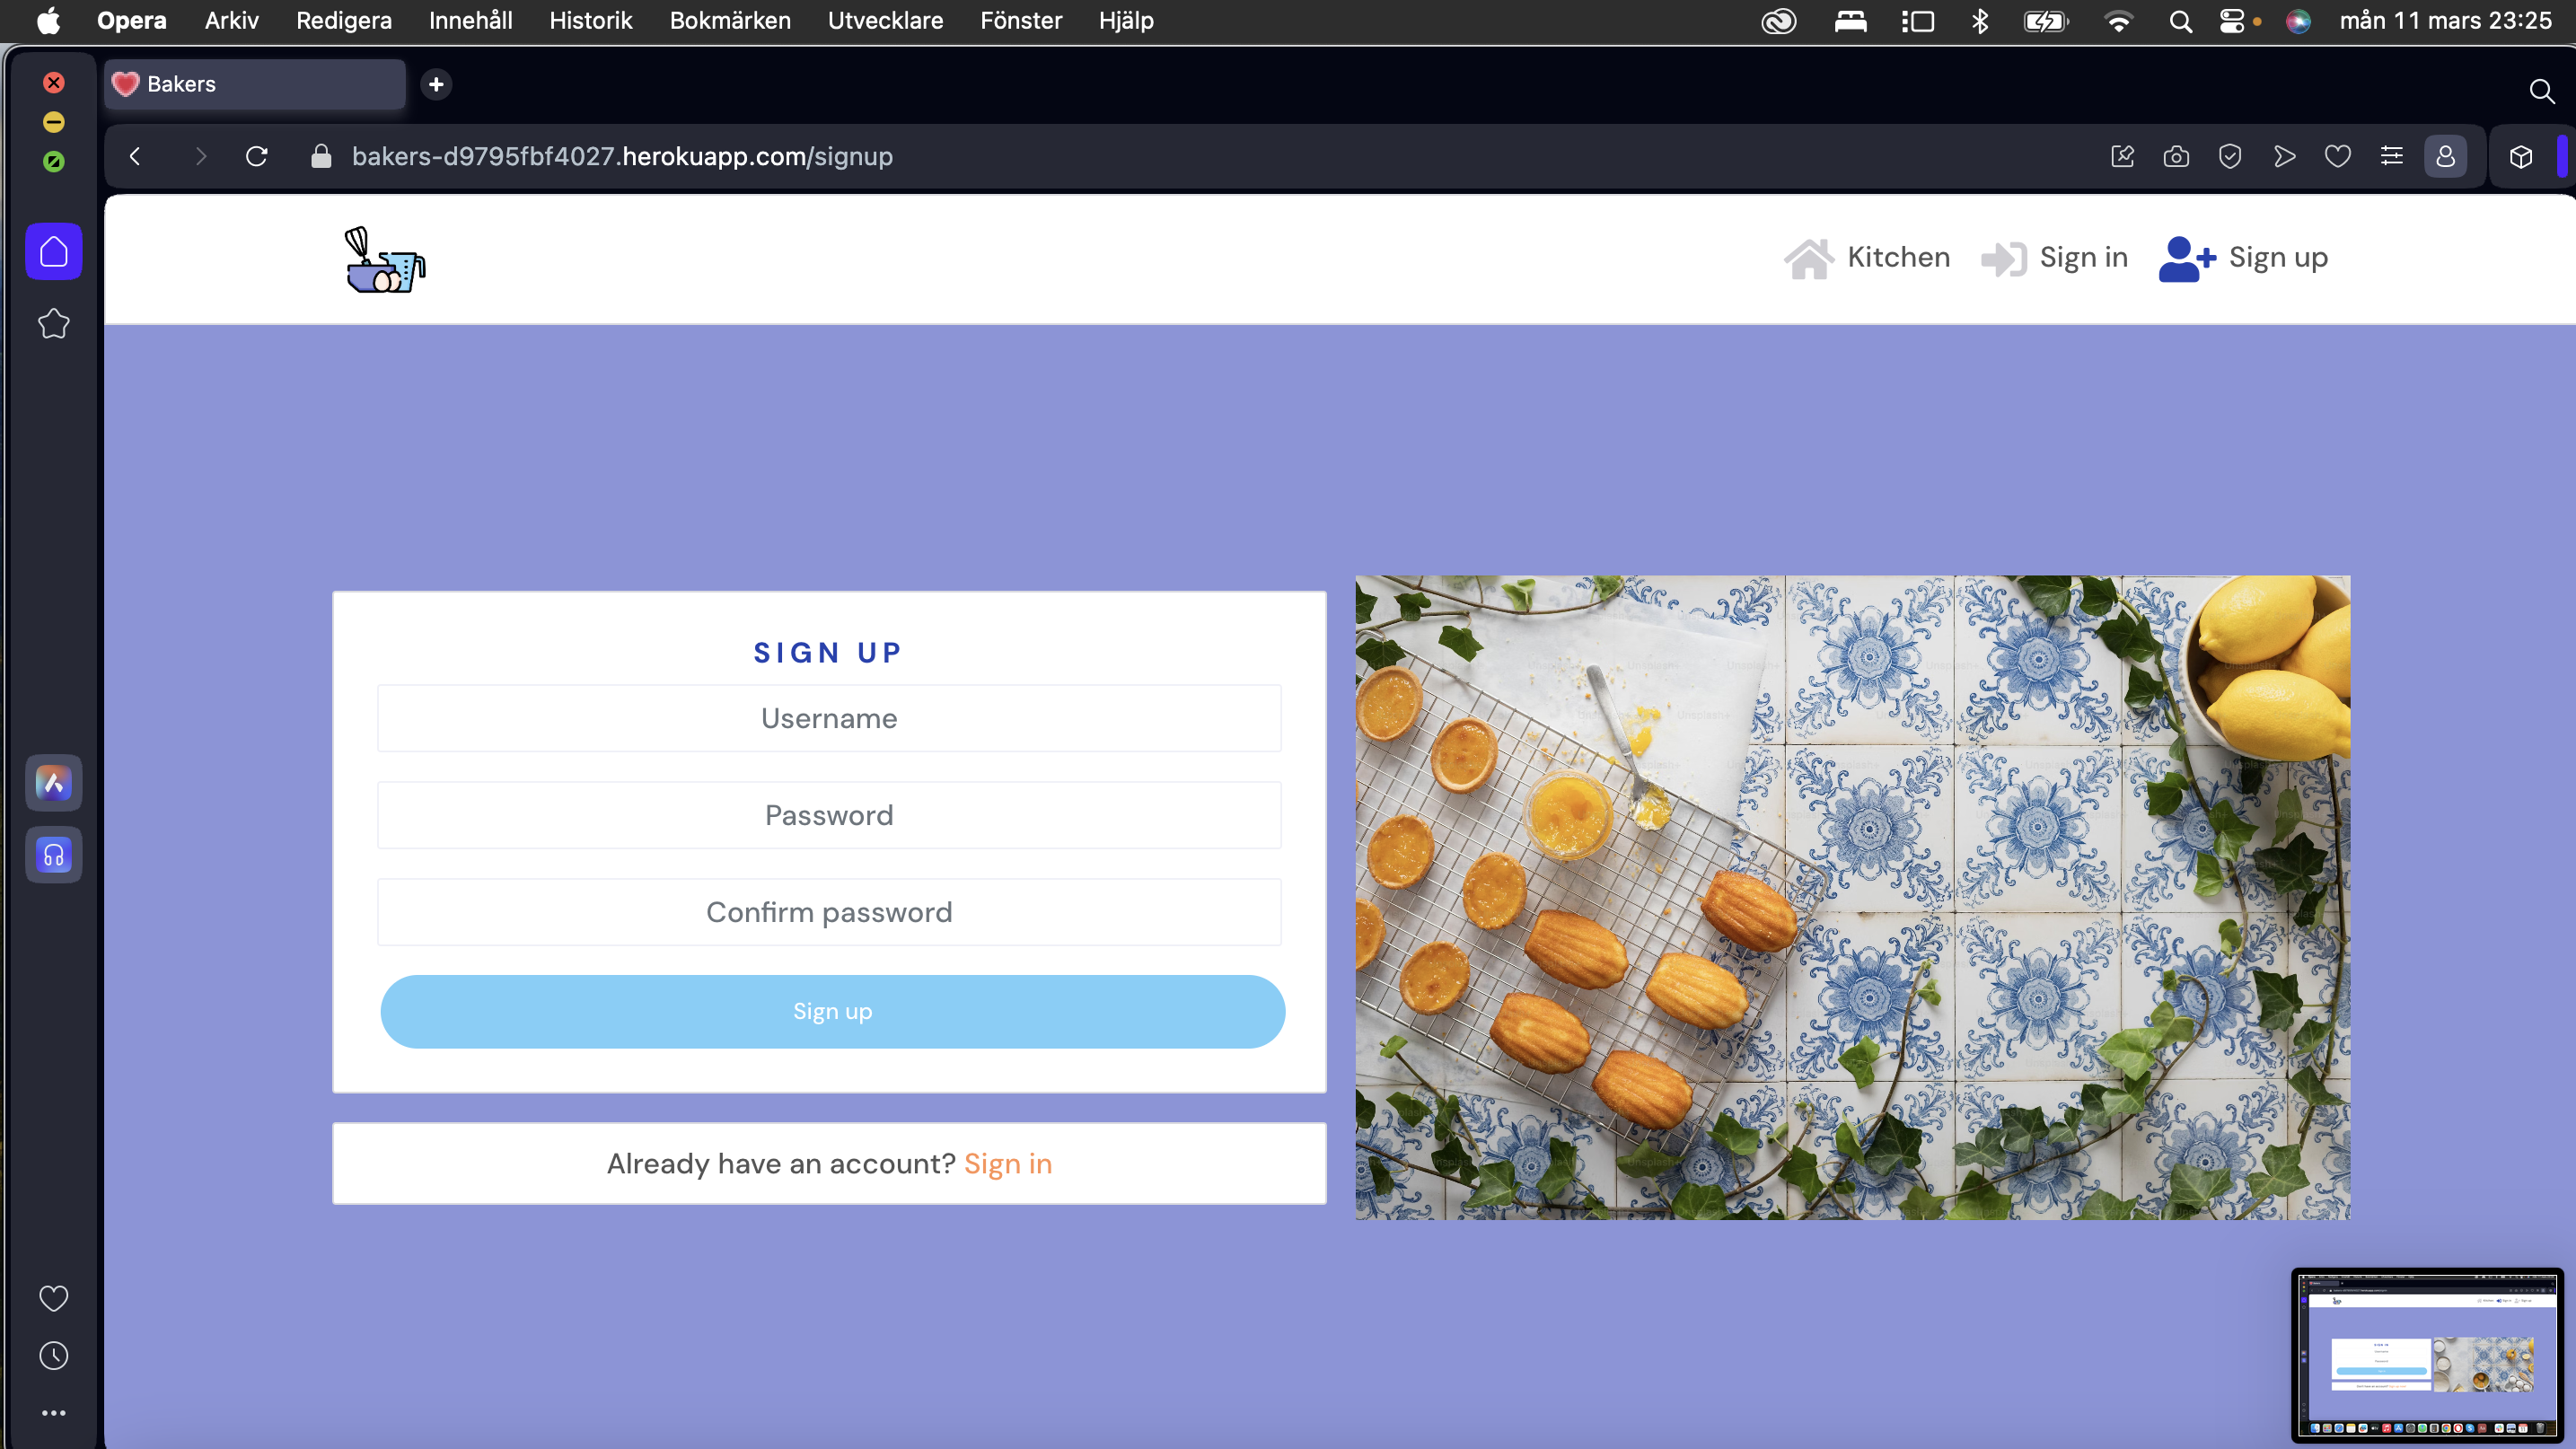 Opera Arkiv Redigera Innehåll Historik Bokmärken Utvecklare Fönster Hjälp mån 11 mars 23:25
Bakers
bakers-d9795fbf4027.herokuapp.com/signup
Kitchen Sign in Sign up
SIGN UP
Username
Password
Confirm password
Sign up
Already have an account? Sign in